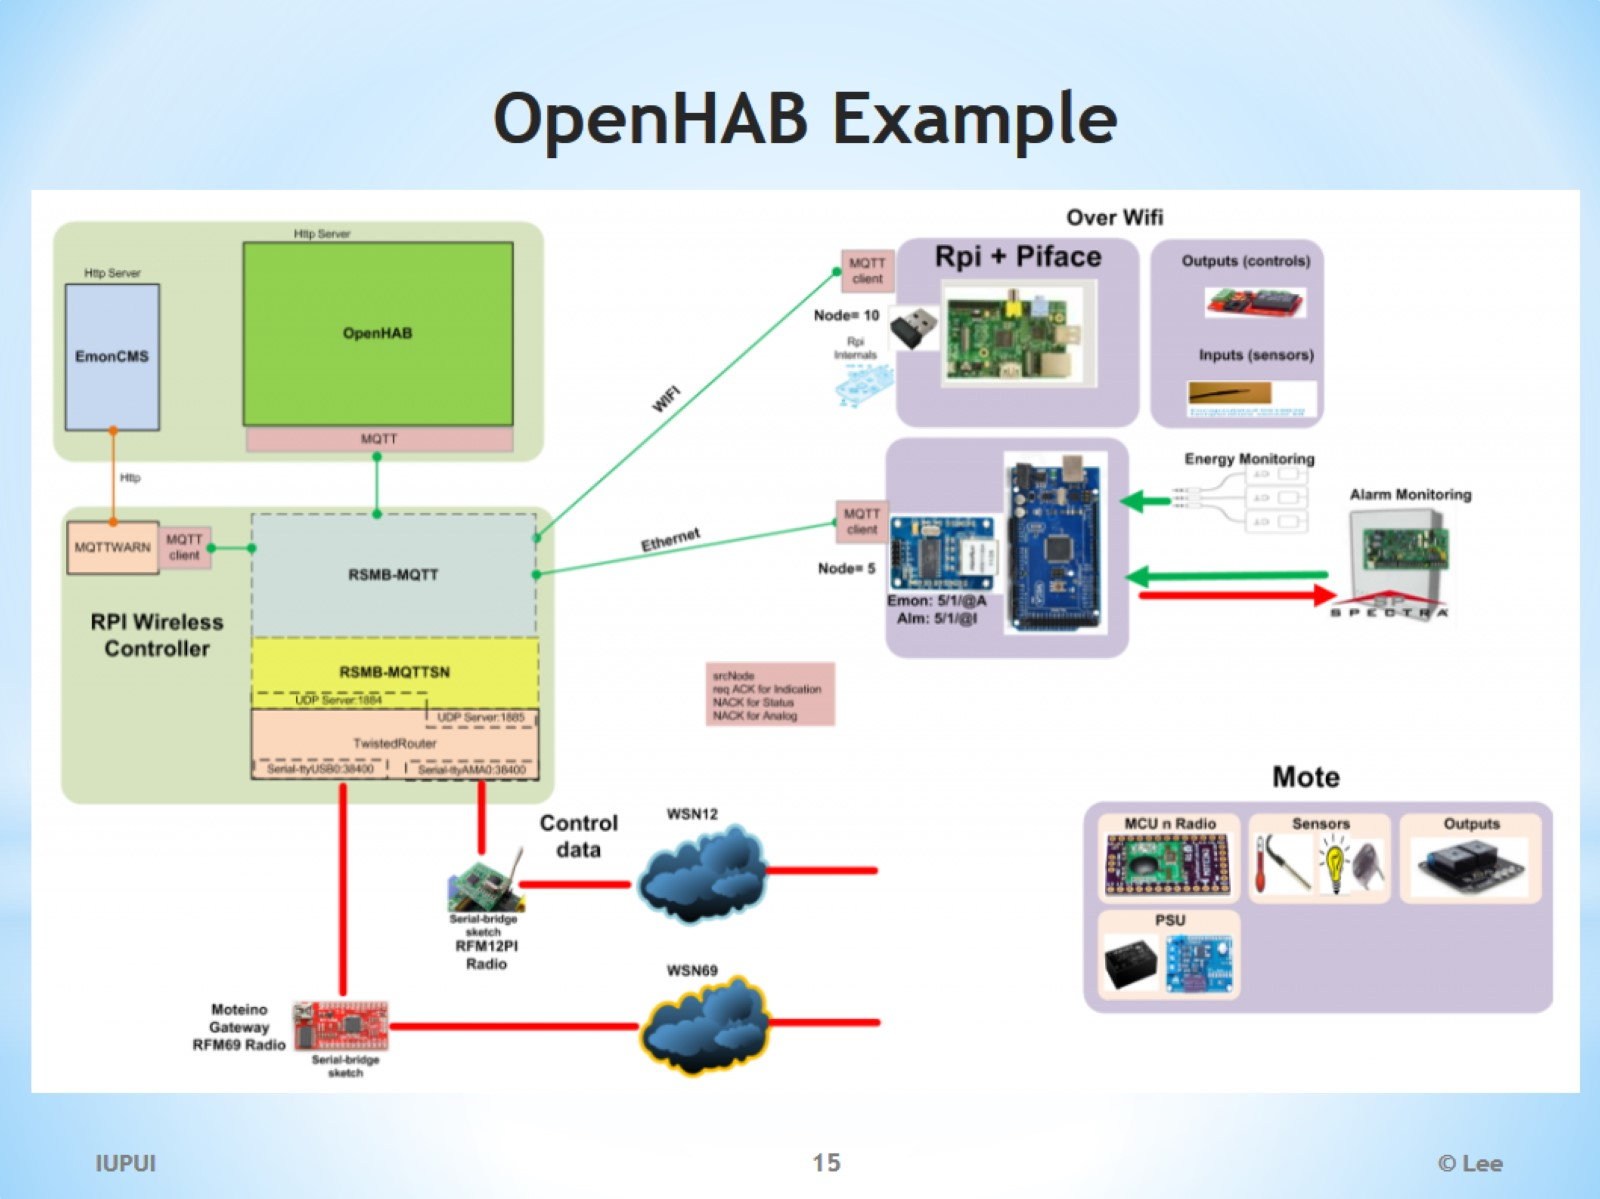 OpenHAB Example
Over Wifi
Http Server
Http Server
EmonCMS
OpenHAB
MQTT
Http
MQTTWARN
MQTT
client
RPI Wireless
Controller
RSMB-MQTT
RSMB-MQTTSN
UDP Server:1884
UDP Server:1885
TwistedRouter
Serial-ttyUSB0:38400
Serial-ttyAMA0:38400
WIFI
Ethernet
MQTT
client
Node= 10
Rpi
Internals
Rpi + Piface
Outputs (controls)
Inputs (sensors)
MQTT
client
Node= 5
Emon: 5/1/@A
Alm: 5/1/@I
Energy Monitoring
Alarm Monitoring
SP
SPECTRA
srcNode
req ACK for Indication
NACK for Status
NACK for Analog
Control
data
WSN12
Serial-bridge
sketch
RFM12PI
Radio
WSN69
Moteino
Gateway
RFM69 Radio
Serial-bridge
sketch
Mote
MCU n Radio
Sensors
Outputs
PSU
IUPUI
15
© Lee